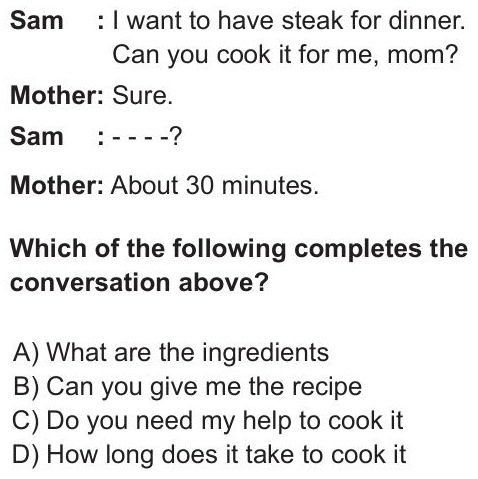 Sam : I want to have steak for dinner.
Can you cook it for me, mom?
Mother: Sure.
Sam : - - - -?
Mother: About 30 minutes.
Which of the following completes the
conversation above?
A) What are the ingredients
B) Can you give me the recipe
C) Do you need my help to cook it
D) How long does it take to cook it